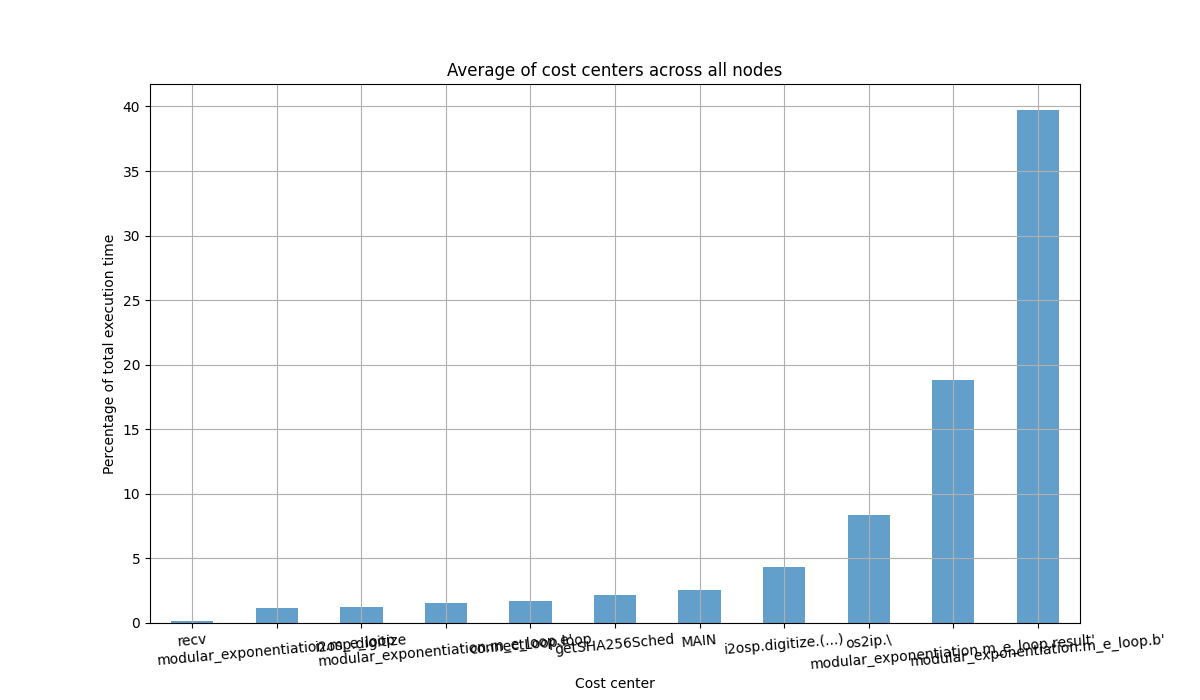 Average of cost centers across all nodes
Percentage of total execution time
40
35
30
25
20
15
10
5
0
recv
modular_exponentiation.m_e_loop
i2osp.digitize
modular_exponentiation.m_e_loop.e'
connectLoop.loop
getSHA256Sched
MAIN
i2osp.digitize.(...)
os2ip.\
modular_exponentiation.m_e_loop.result'
modular_exponentiation.m_e_loop.b'
Cost center